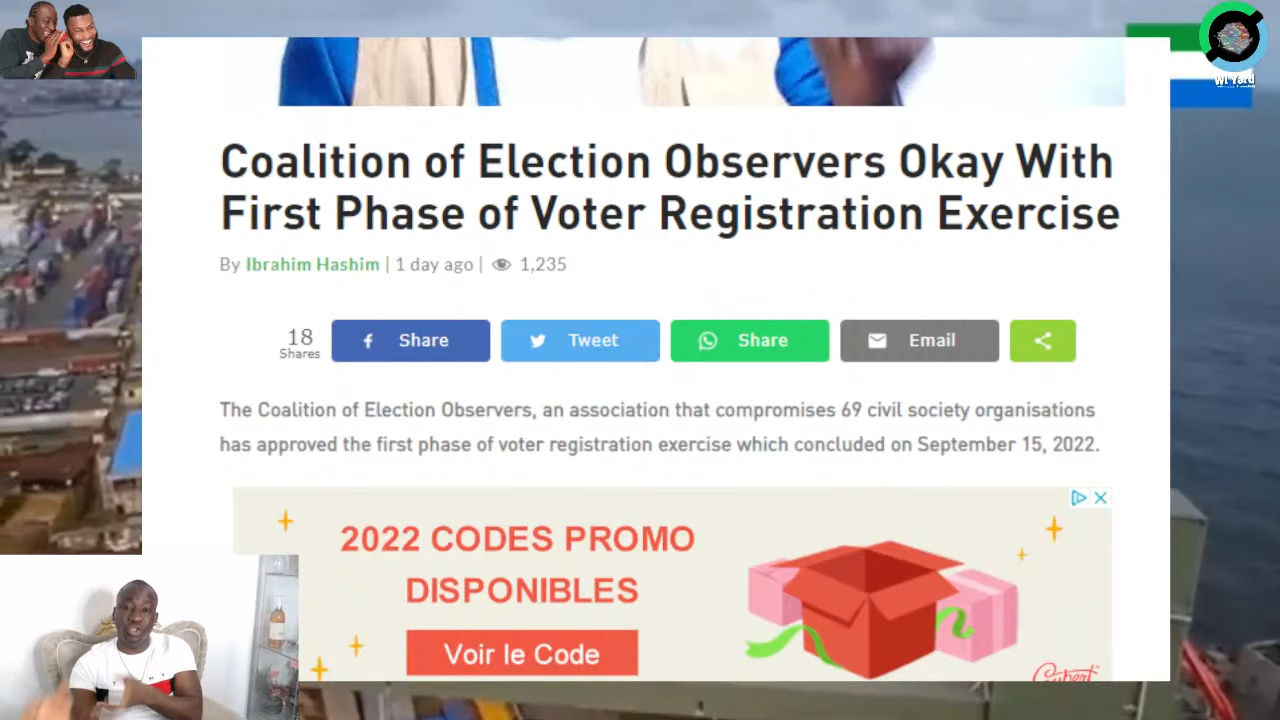 WI Yard
Coalition of Election Observers Okay With
First Phase of Voter Registration Exercise
By Ibrahim Hashim | 1 day ago | 1,235
18
Shares
Share
Tweet
Share
Email
The Coalition of Election Observers, an association that compromises 69 civil society organisations
has approved the first phase of voter registration exercise which concluded on September 15, 2022.
2022 CODES PROMO
DISPONIBLES
Voir le Code